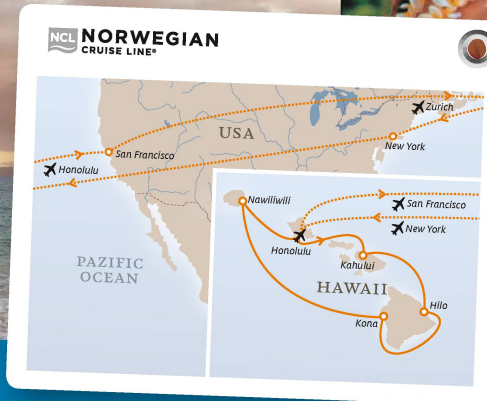 NCL NORWEGIAN
CRUISE LINE®
Zurich
USA
New York
San Francisco
Honolulu
PAZIFIC
OCEAN
Nawiliwili
San Francisco
New York
Honolulu
Kahului
HAWAII
Hilo
Kona